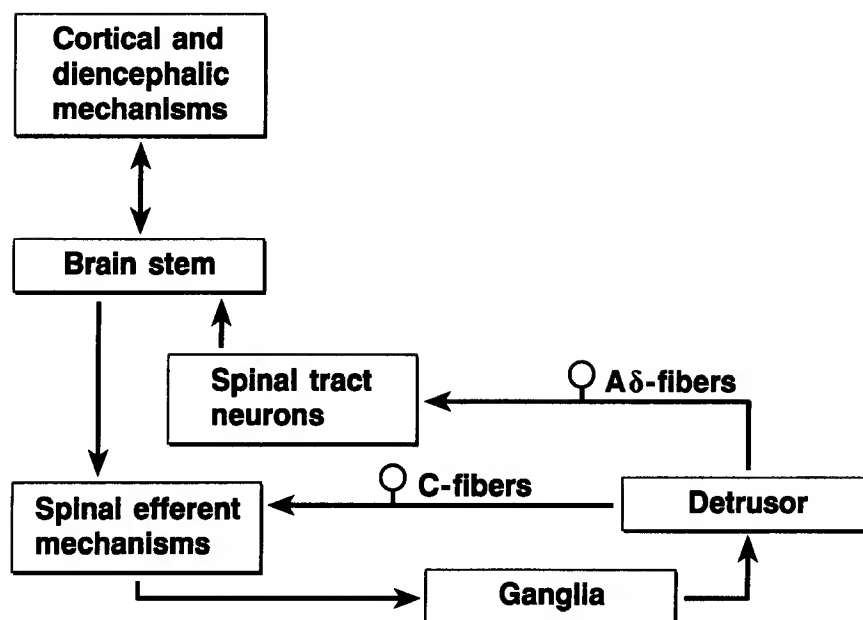 Cortical and
diencephalic
mechanisms
Brain stem
Spinal tract
neurons
Aδ-fibers
C-fibers
Detrusor
Spinal efferent
mechanisms
Ganglia